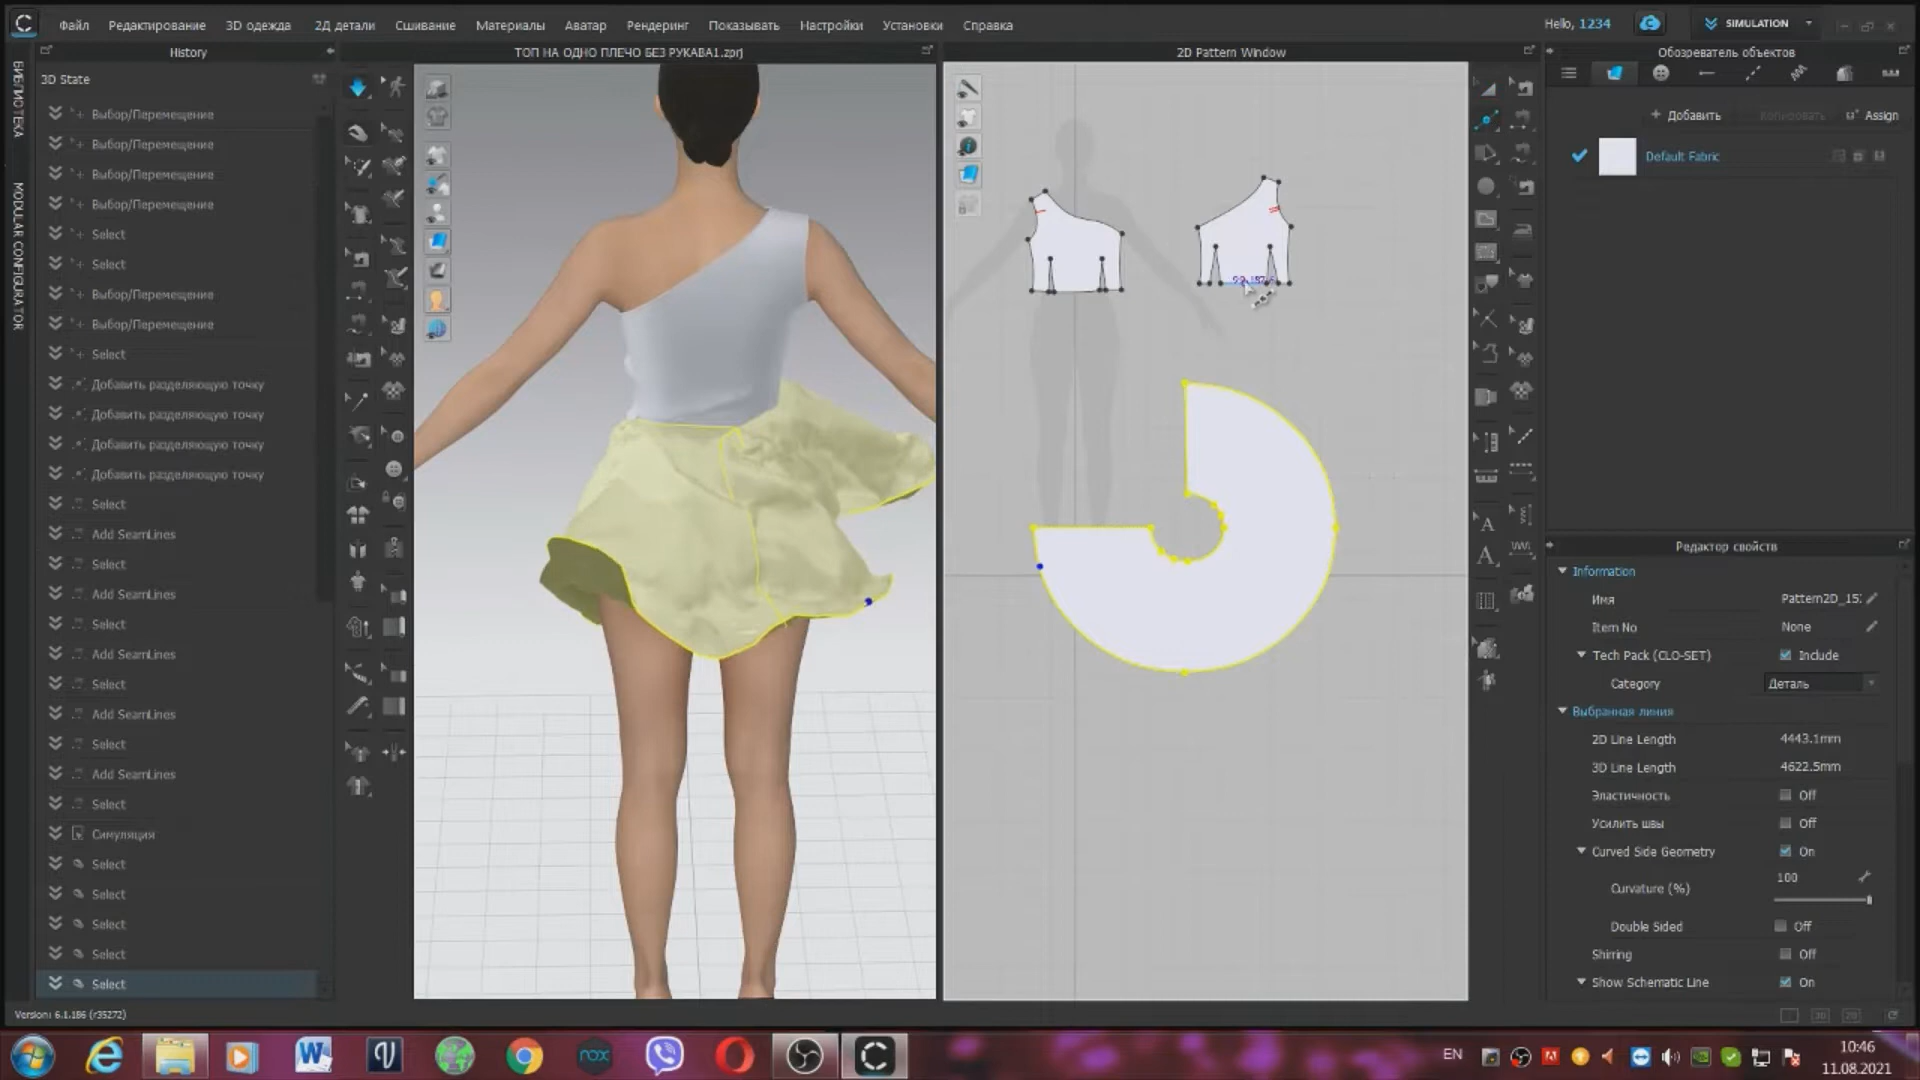 Файл
Редактирование
3D одежда
2Д детали
Сшивание
Материалы
Аватар
Рендеринг
Показывать
Настройки
Установки
Справка
Hello, 1234
SIMULATION
History
ТОП НА ОДНО ПЛЕЧО БЕЗ РУКАВА1.zprj
2D Pattern Window
Обозреватель объектов
БИБЛИОТЕКА
MODULAR CONFIGURATOR
3D State
Выбор/Перемещение
Выбор/Перемещение
Выбор/Перемещение
Выбор/Перемещение
Select
Select
Выбор/Перемещение
Выбор/Перемещение
Select
Добавить разделяющую точку
Добавить разделяющую точку
Добавить разделяющую точку
Добавить разделяющую точку
Select
Add SeamLines
Select
Add SeamLines
Select
Add SeamLines
Select
Add SeamLines
Select
Add SeamLines
Select
Симуляция
Select
Select
Select
Select
Select
Version: 6.1.186 (r35272)
+ Добавить
Копировать
Assign
Default Fabric
Редактор свойств
Information
Имя
Pattern2D_15
Item No
None
Tech Pack (CLO-SET)
Include
Category
Деталь
Выбранная линия
2D Line Length
4443.1mm
3D Line Length
4622.5mm
Эластичность
Off
Усилить швы
Off
Curved Side Geometry
On
Curvature (%)
100
Double Sided
Off
Shirring
Off
Show Schematic Line
On
nox
EN
10:46
11.08.2021